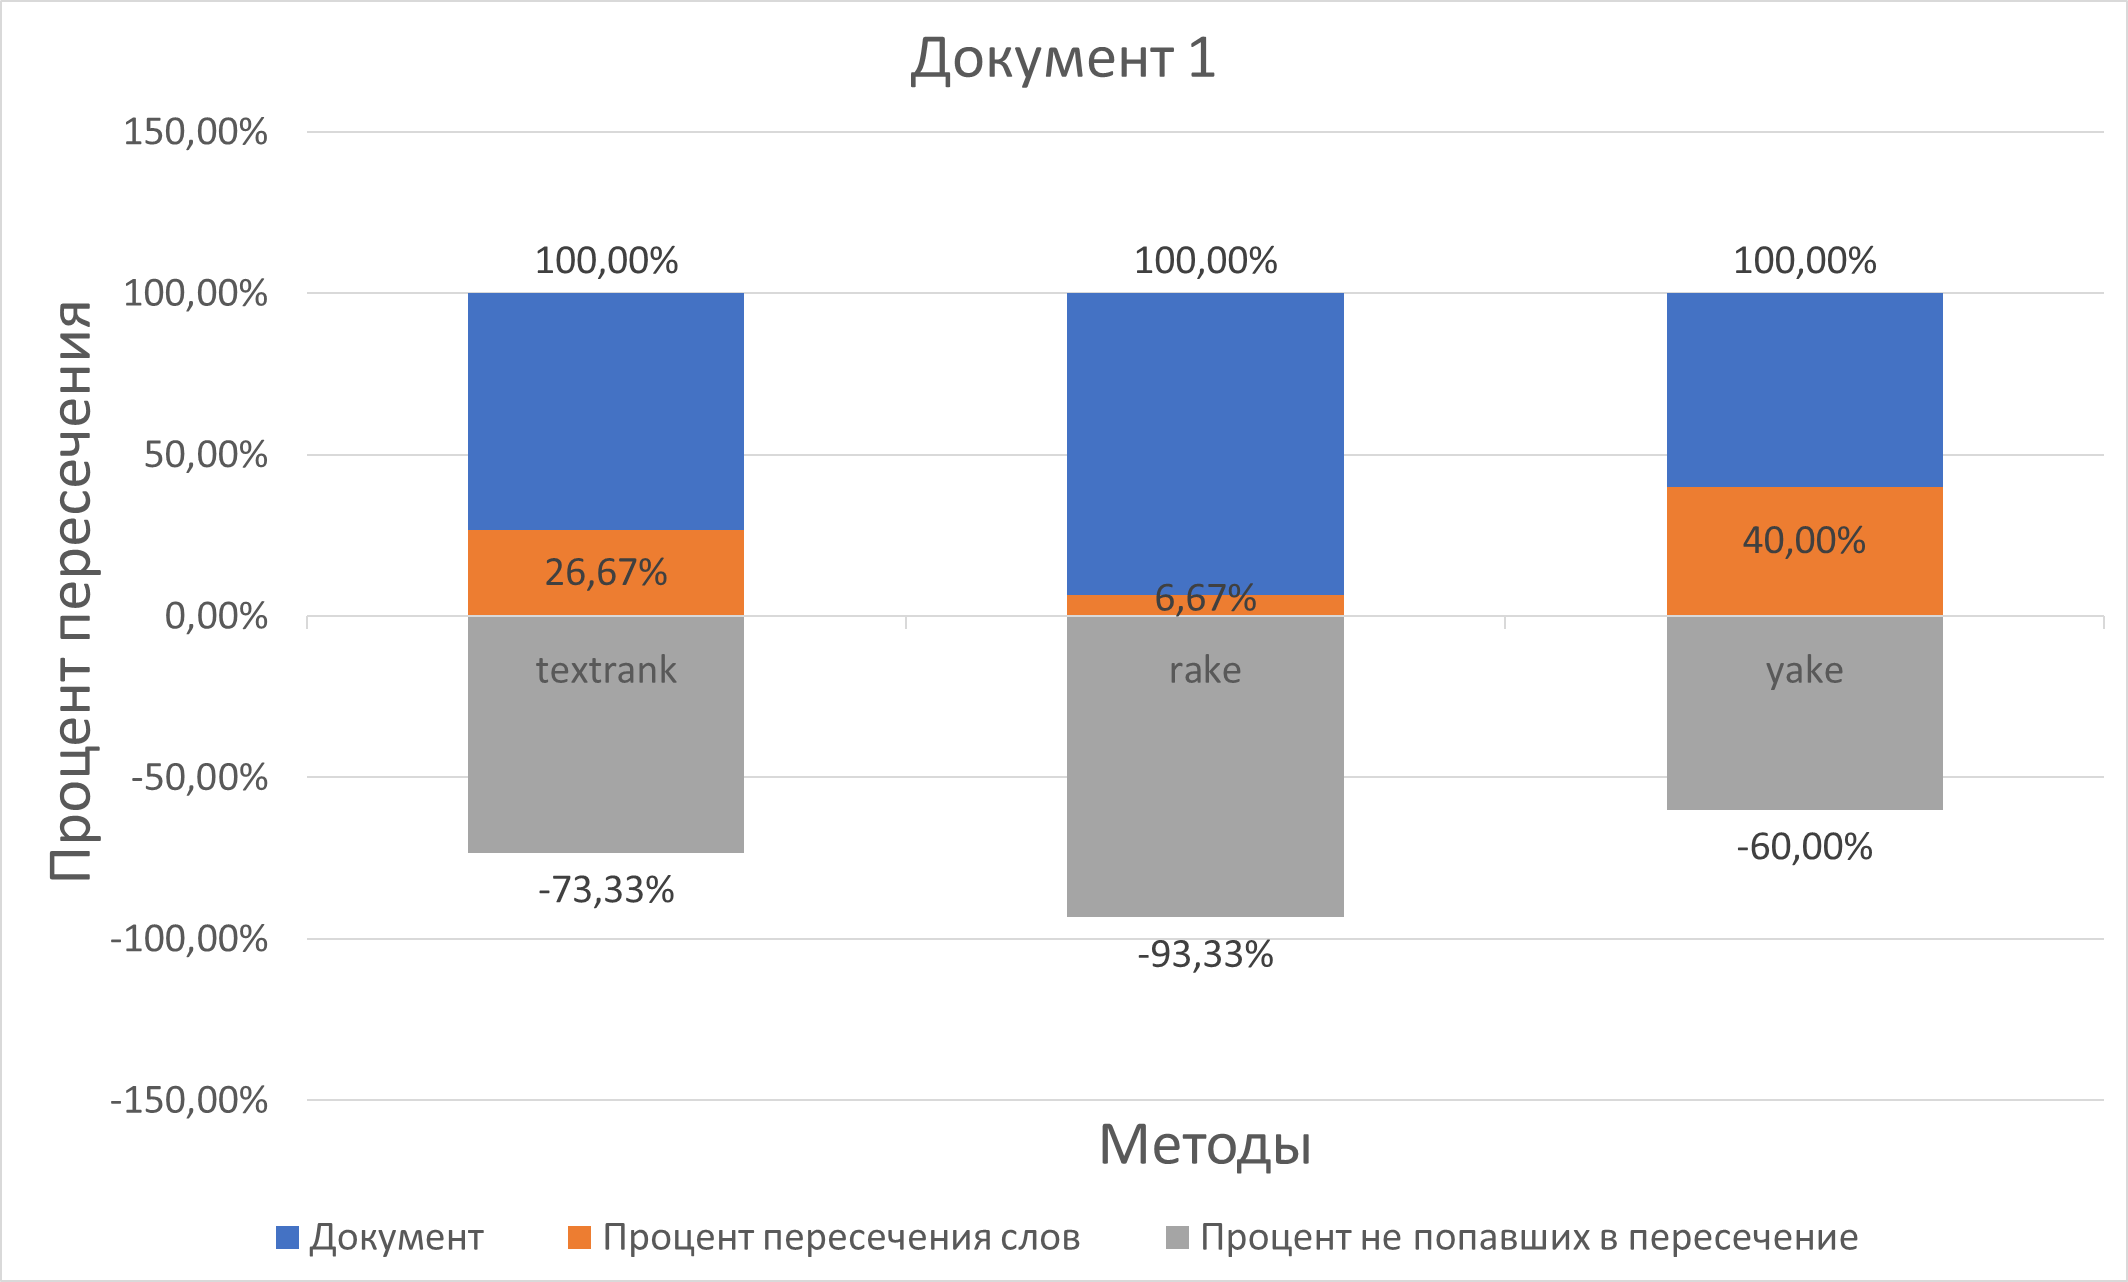 Документ 1
Процент пересечения
150,00%
100,00%
50,00%
0,00%
-50,00%
-100,00%
-150,00%
100,00% 100,00% 100,00%
26,67% 6,67% 40,00%
textrank rake yake
-73,33% -93,33% -60,00%
Методы
Документ Процент пересечения слов Процент не попавших в пересечение